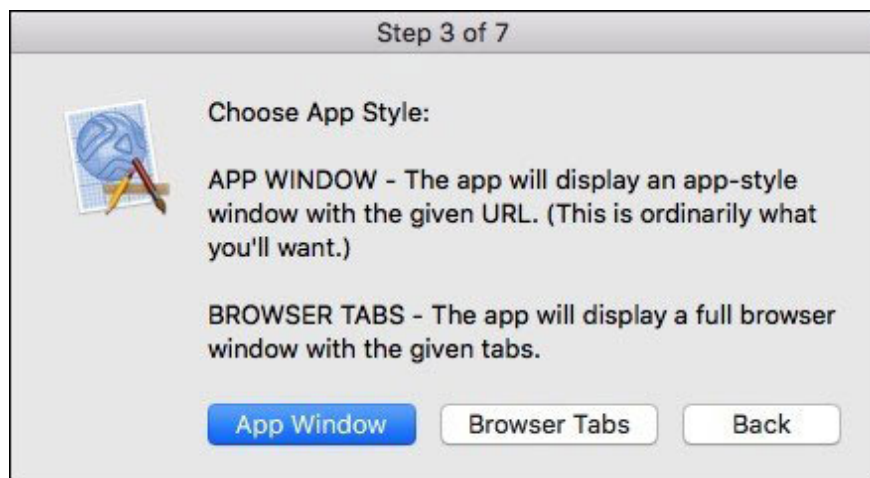 Step 3 of 7
Choose App Style:
APP WINDOW - The app will display an app-style
window with the given URL. (This is ordinarily what
you'll want.)
BROWSER TABS - The app will display a full browser
window with the given tabs.
App Window Browser Tabs Back